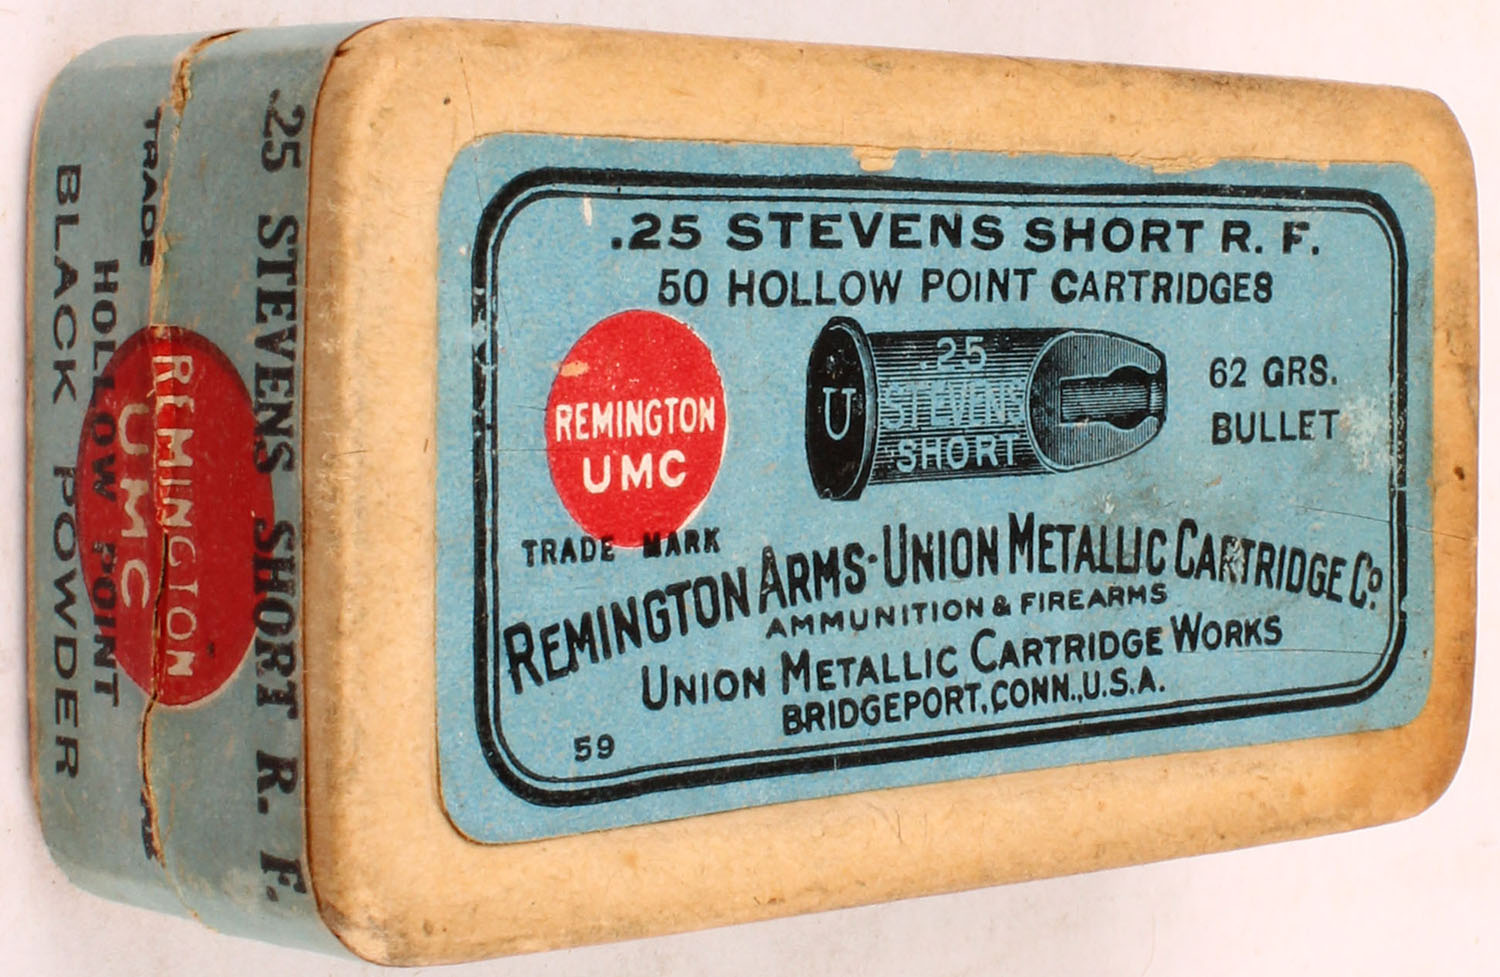 .25 STEVENS SHORT R. F.
50 HOLLOW POINT CARTRIDGES
REMINGTON
UMC
TRADE MARK
U
.25
STEVENS
SHORT
62 GRS.
BULLET
REMINGTON ARMS-UNION METALLIC CARTRIDGE CO.
AMMUNITION & FIREARMS
UNION METALLIC CARTRIDGE WORKS
BRIDGEPORT, CONN., U.S.A.
59
.25 STEVENS SHORT R. F.
TRADE
REMINGTON
UMC
HOLLOW POINT
BLACK POWDER